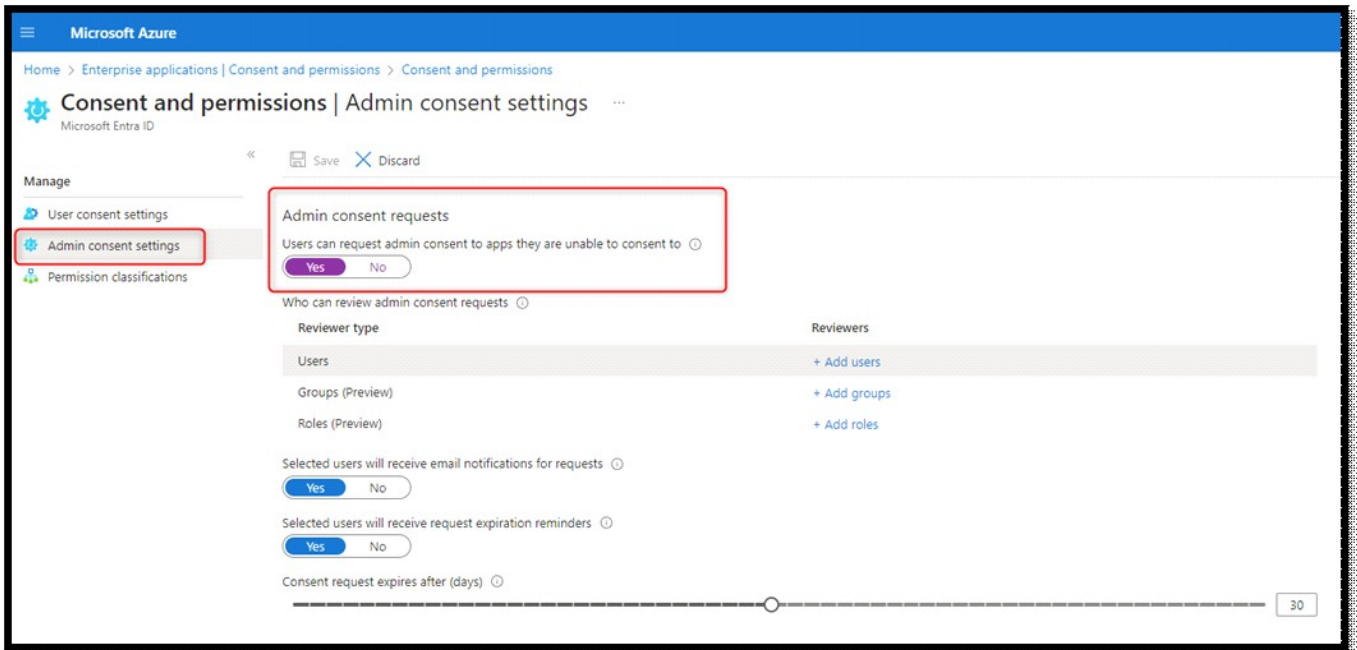 Microsoft Azure
Home > Enterprise applications | Consent and permissions > Consent and permissions
Consent and permissions | Admin consent settings ...
Microsoft Entra ID
«
Save Discard
Manage
User consent settings
Admin consent settings
Permission classifications
Admin consent requests
Users can request admin consent to apps they are unable to consent to
Yes No
Who can review admin consent requests
Reviewer type Reviewers
Users + Add users
Groups (Preview) + Add groups
Roles (Preview) + Add roles
Selected users will receive email notifications for requests
Yes No
Selected users will receive request expiration reminders
Yes No
Consent request expires after (days)
30